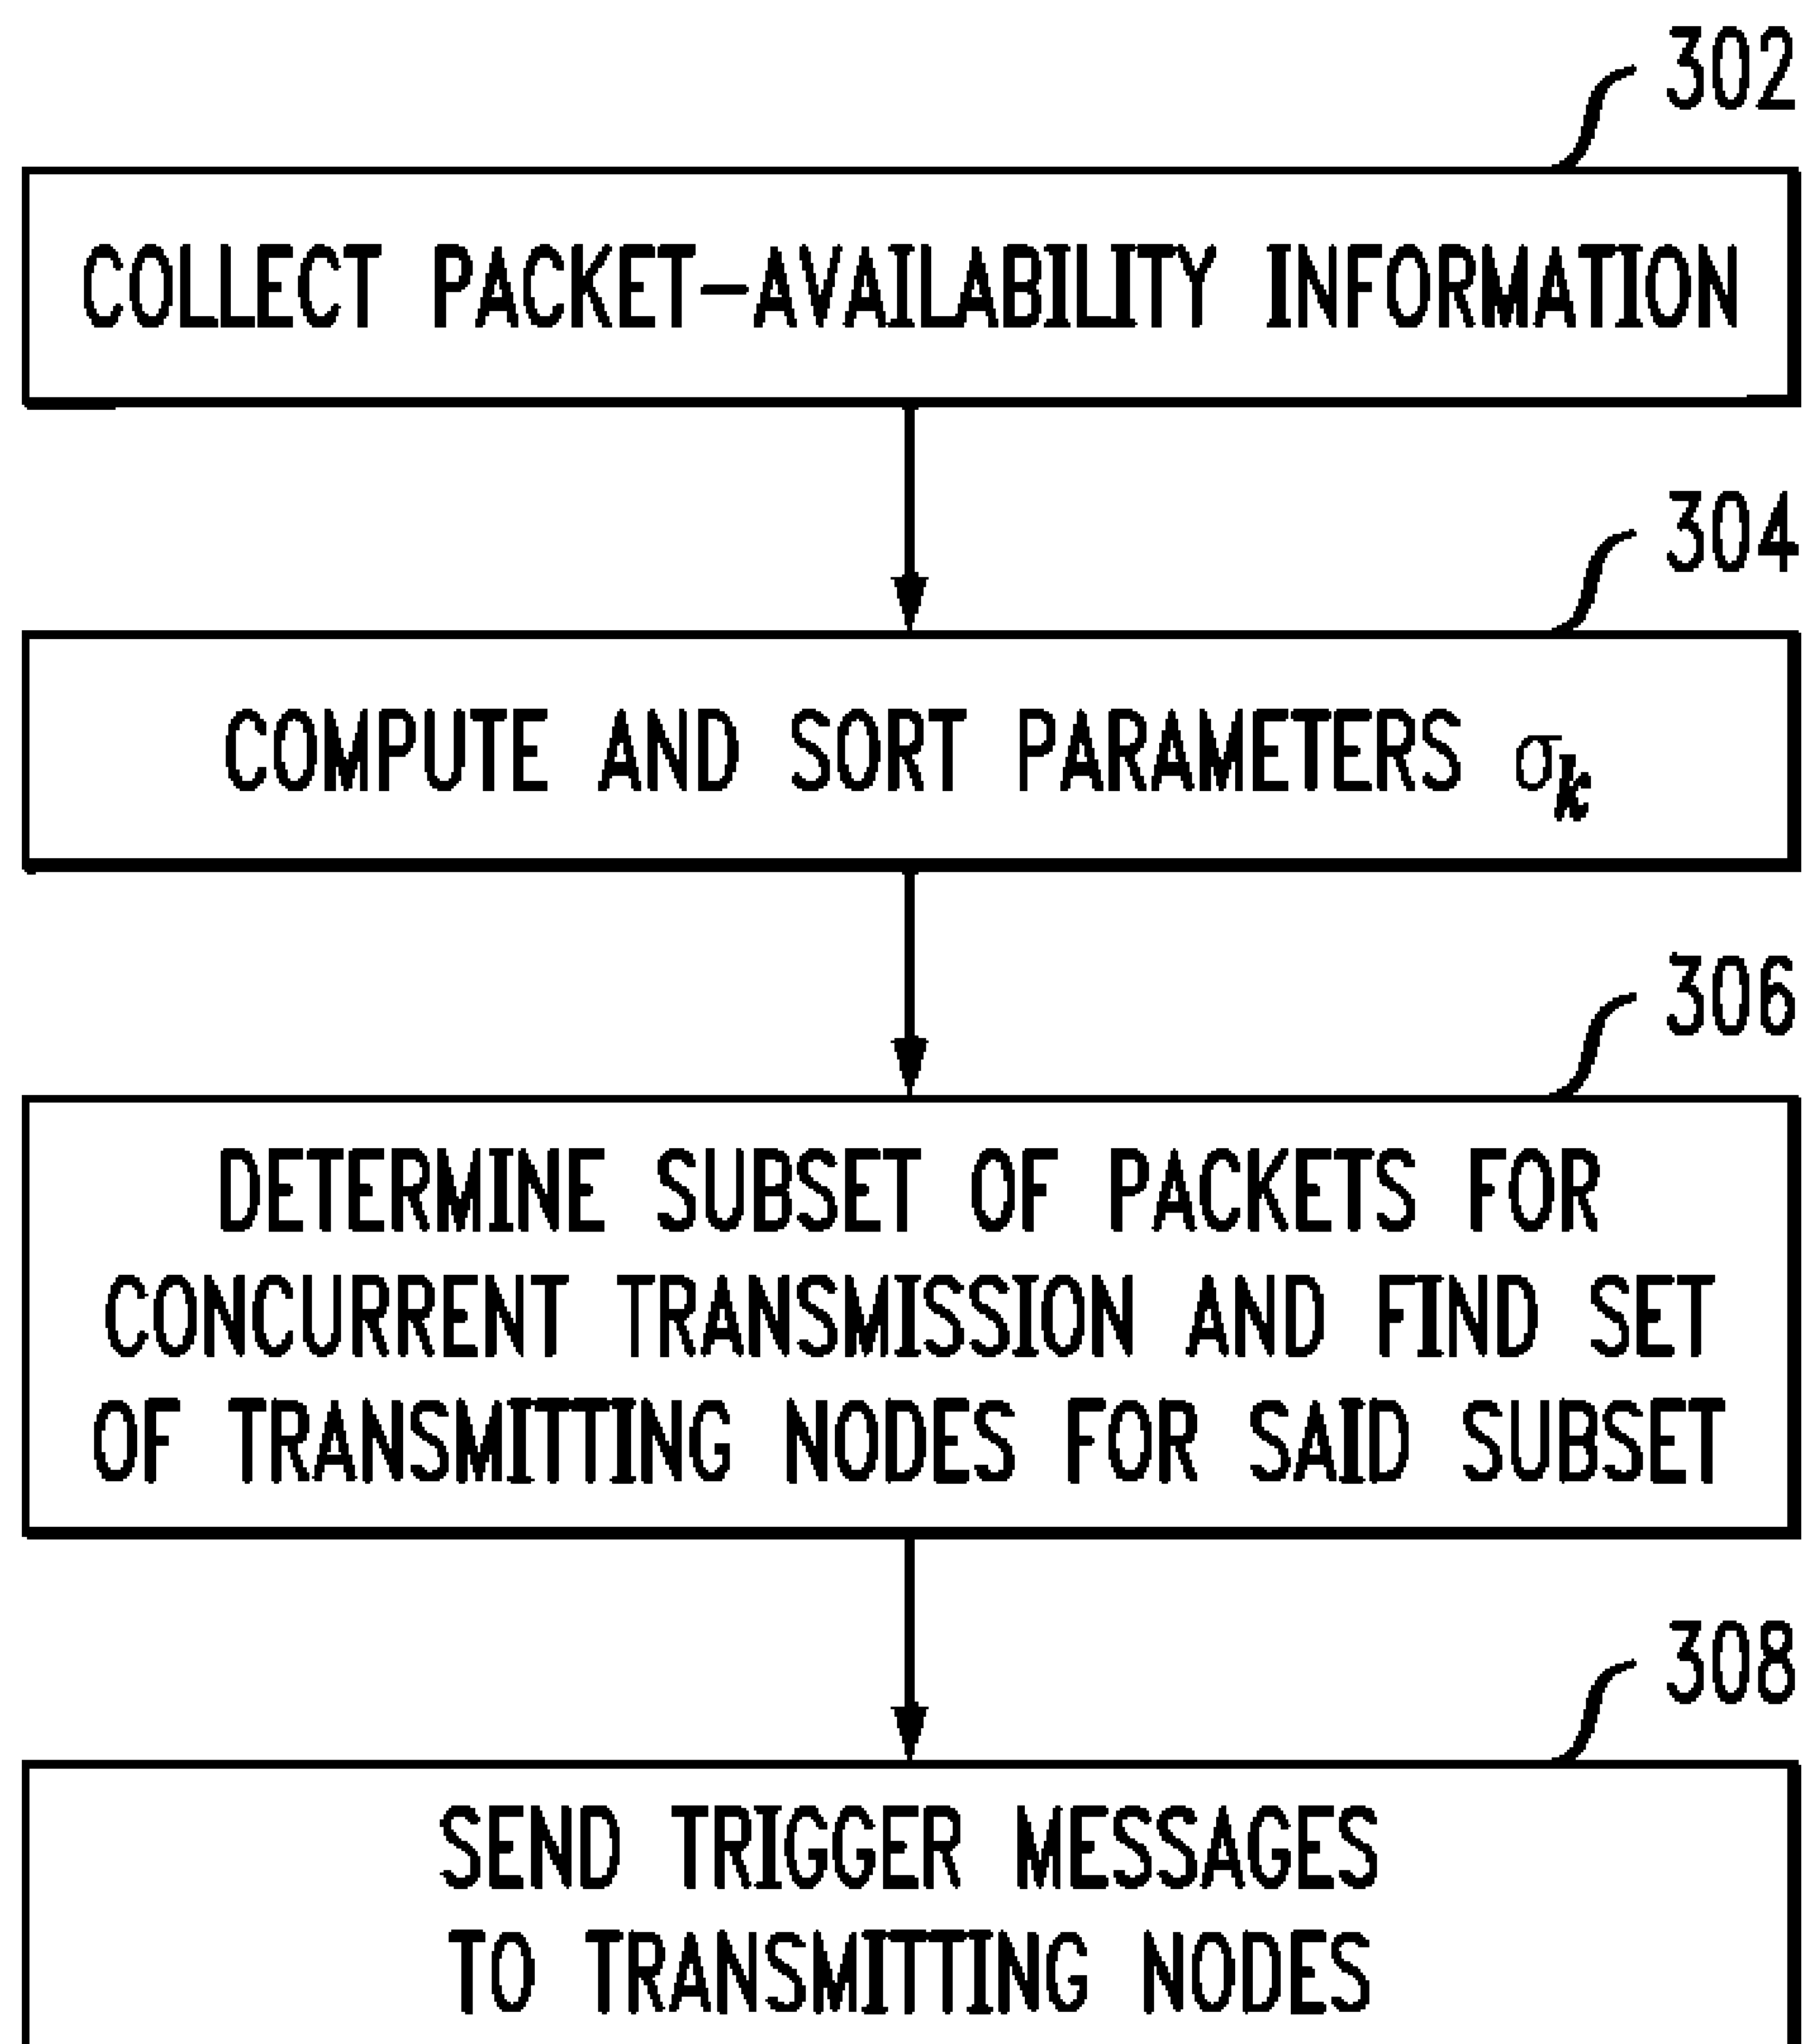 302
COLLECT PACKET-AVAILABILITY INFORMATION
304
COMPUTE AND SORT PARAMETERS σk
306
DETERMINE SUBSET OF PACKETS FOR
CONCURRENT TRANSMISSION AND FIND SET
OF TRANSMITTING NODES FOR SAID SUBSET
308
SEND TRIGGER MESSAGES
TO TRANSMITTING NODES